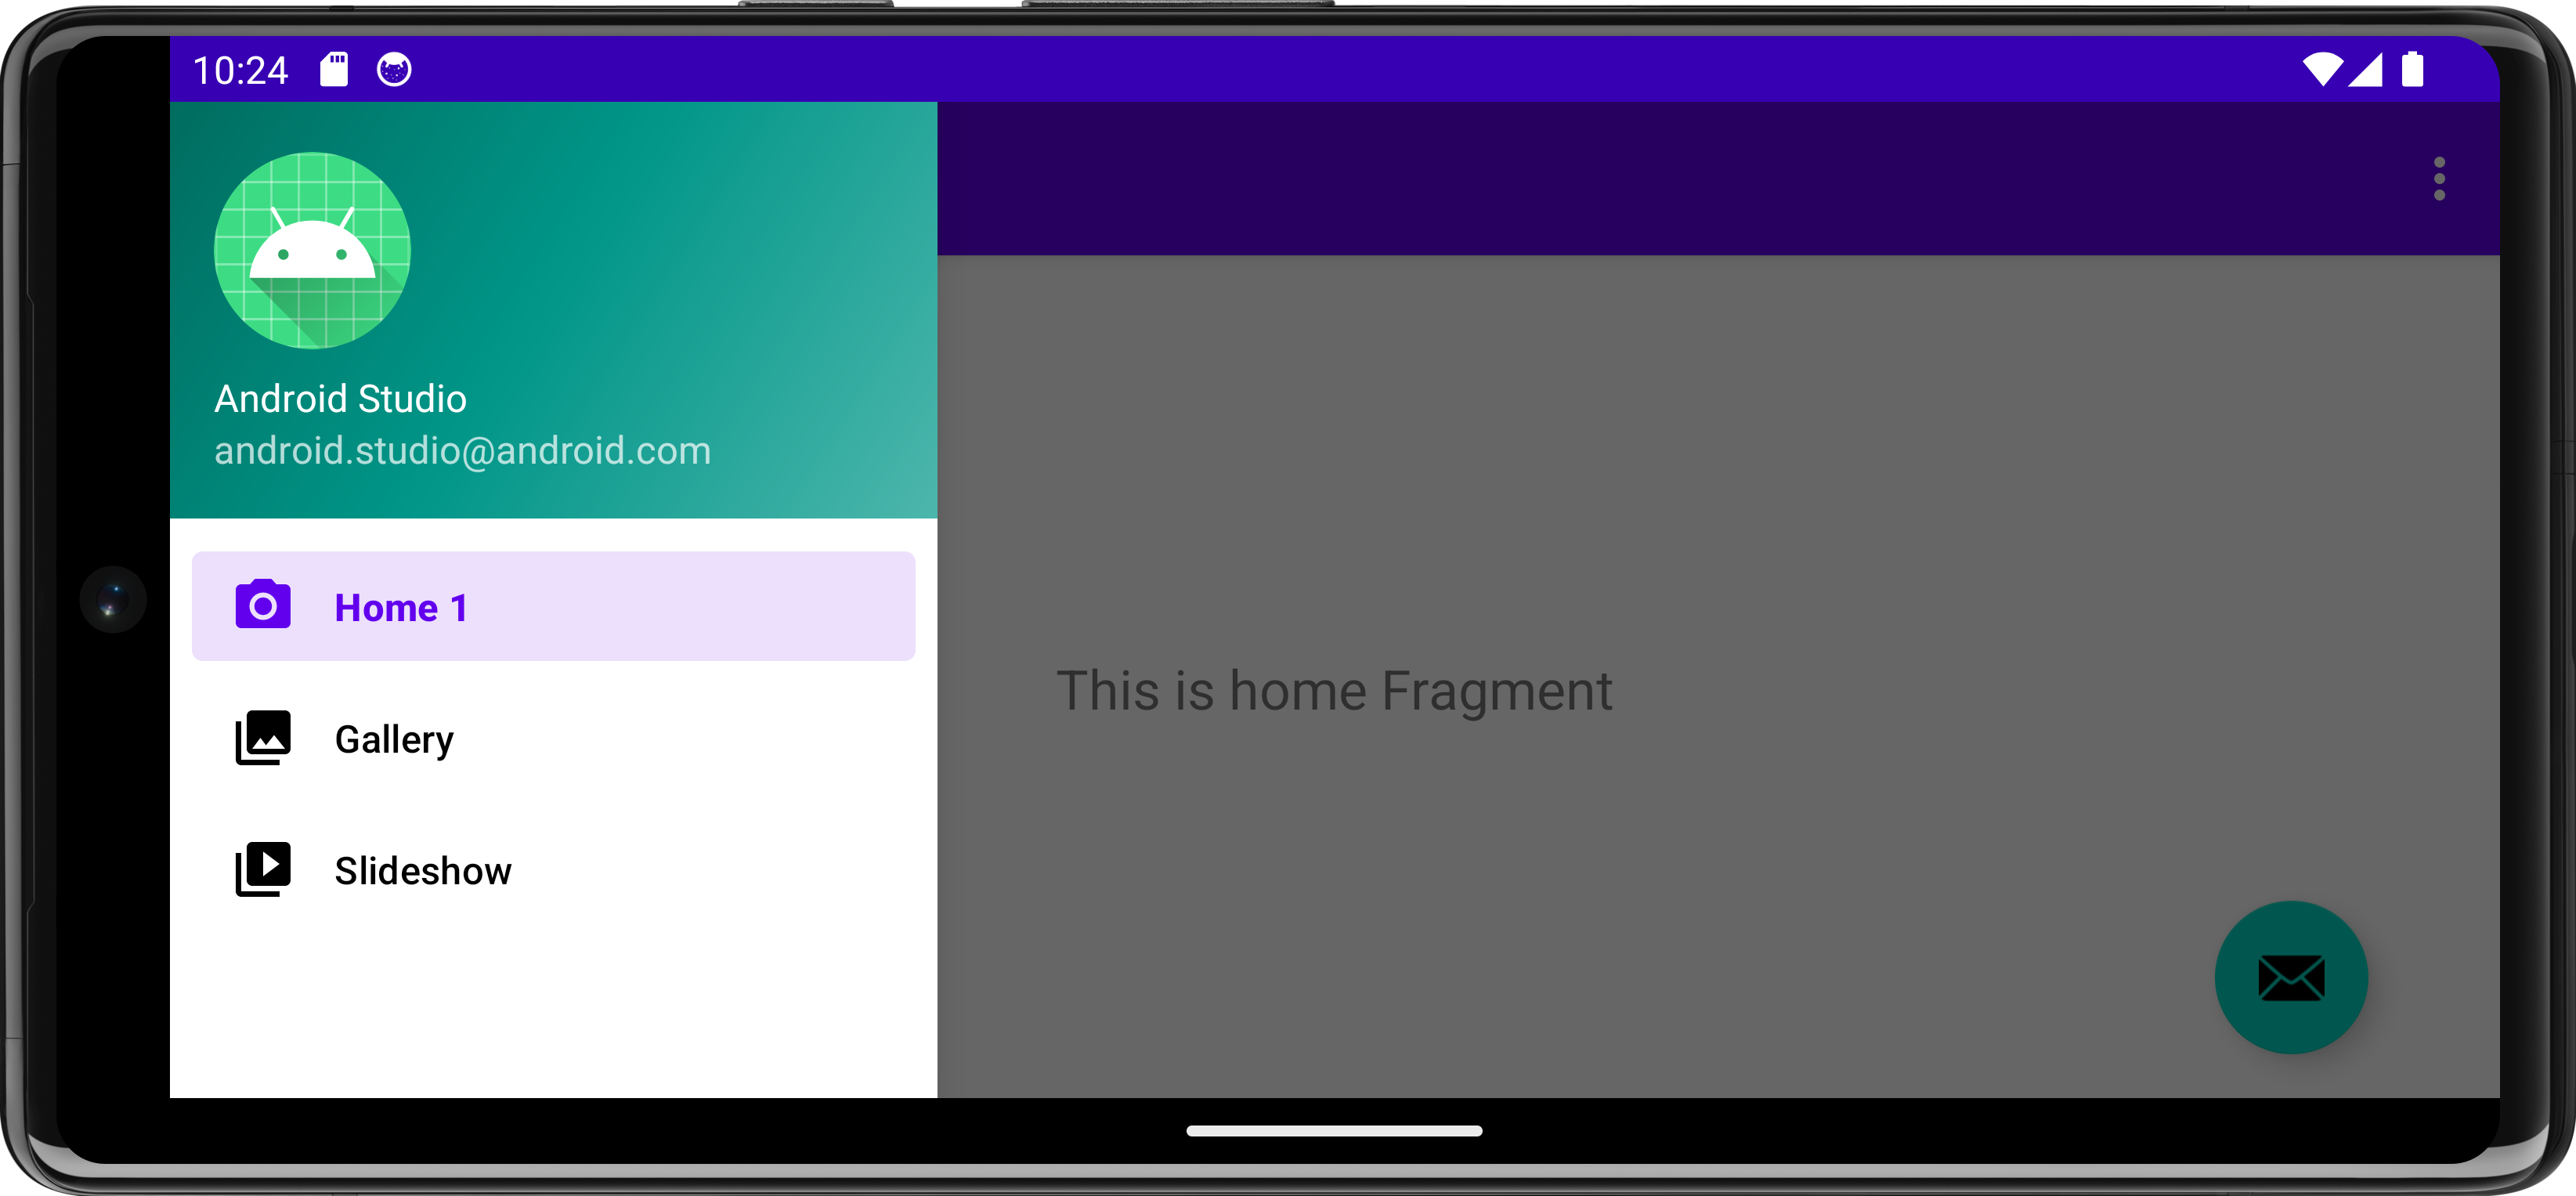 10:24
Android Studio
android.studio@android.com
Home 1
Gallery
Slideshow
This is home Fragment